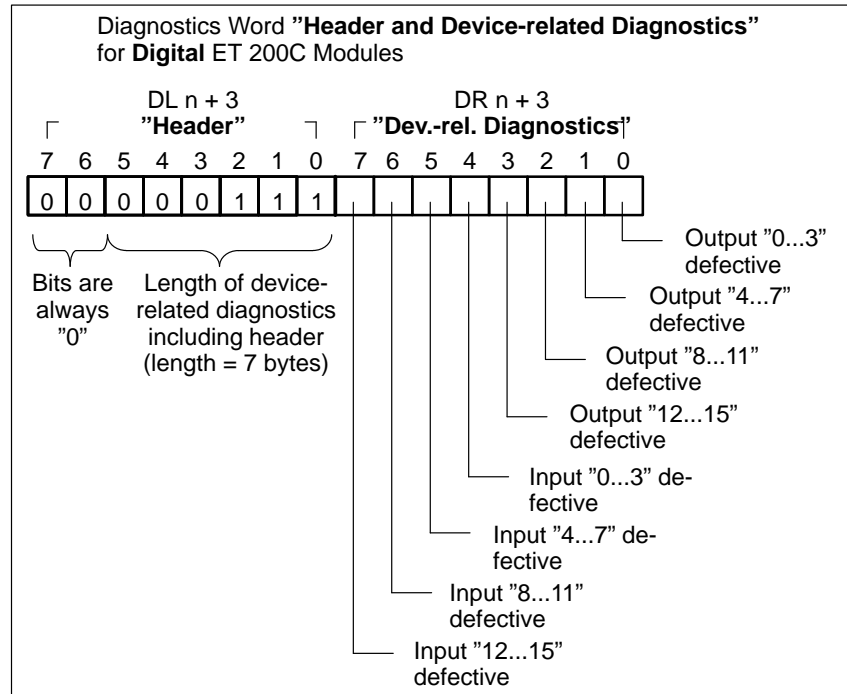 Diagnostics Word ”Header and Device-related Diagnostics”
for Digital ET 200C Modules
DL n + 3
”Header”
DR n + 3
”Dev.-rel. Diagnostics”
7 6 5 4 3 2 1 0 7 6 5 4 3 2 1 0
0 0 0 0 0 1 1 1
Bits are
always
”0”
Length of device-
related diagnostics
including header
(length = 7 bytes)
Output ”0...3”
defective
Output ”4...7”
defective
Output ”8...11”
defective
Output ”12...15”
defective
Input ”0...3” de-
fective
Input ”4...7” de-
fective
Input ”8...11”
defective
Input ”12...15”
defective